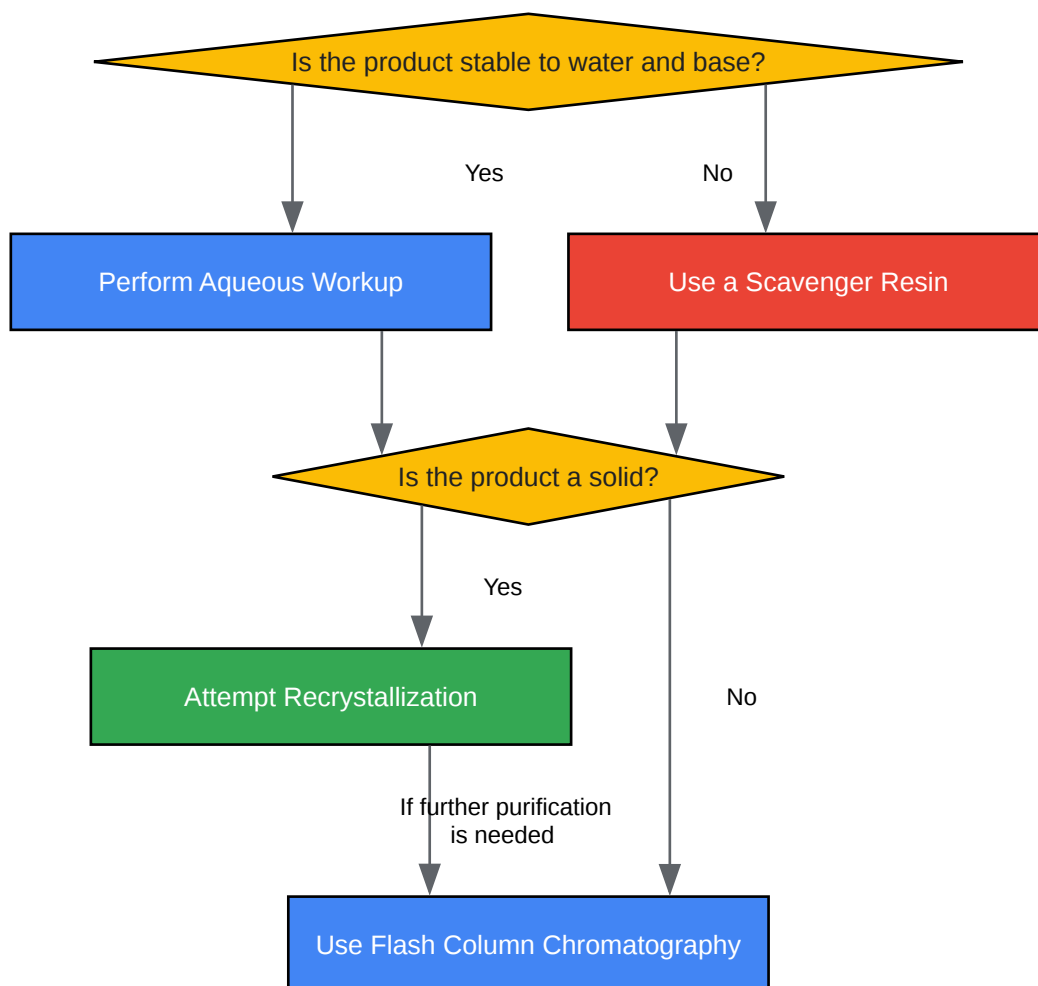 Is the product stable to water and base?
Yes
No
Perform Aqueous Workup
Use a Scavenger Resin
Is the product a solid?
Yes
Attempt Recrystallization
No
If further purification
is needed
Use Flash Column Chromatography